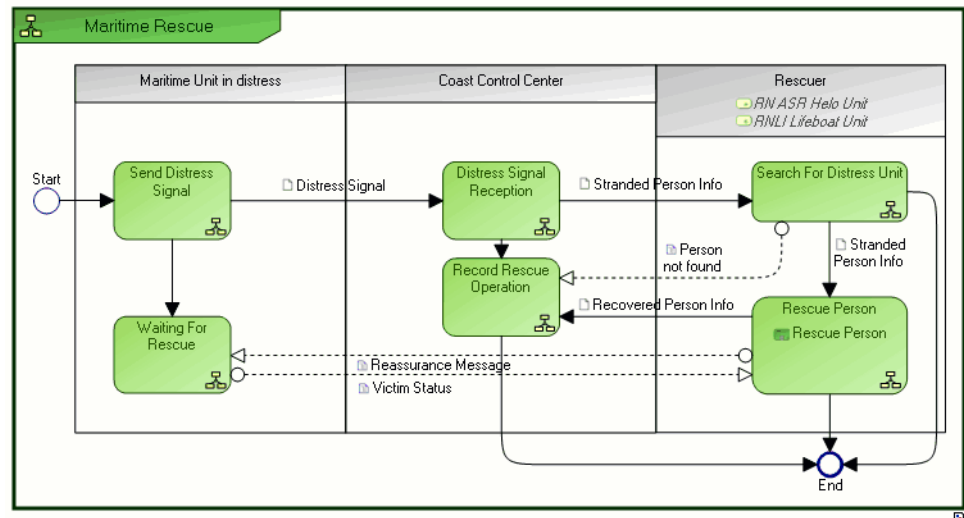 Maritime Rescue
Maritime Unit in distress
Coast Control Center
Rescuer
RN ASR Helo Unit
RNLI Lifeboat Unit
Start
Send Distress
Signal
Distress Signal
Distress Signal
Reception
Stranded Person Info
Search For Distress Unit
Person
not found
Stranded
Person Info
Record Rescue
Operation
Recovered Person Info
Rescue Person
Rescue Person
Waiting For
Rescue
Reassurance Message
Victim Status
End